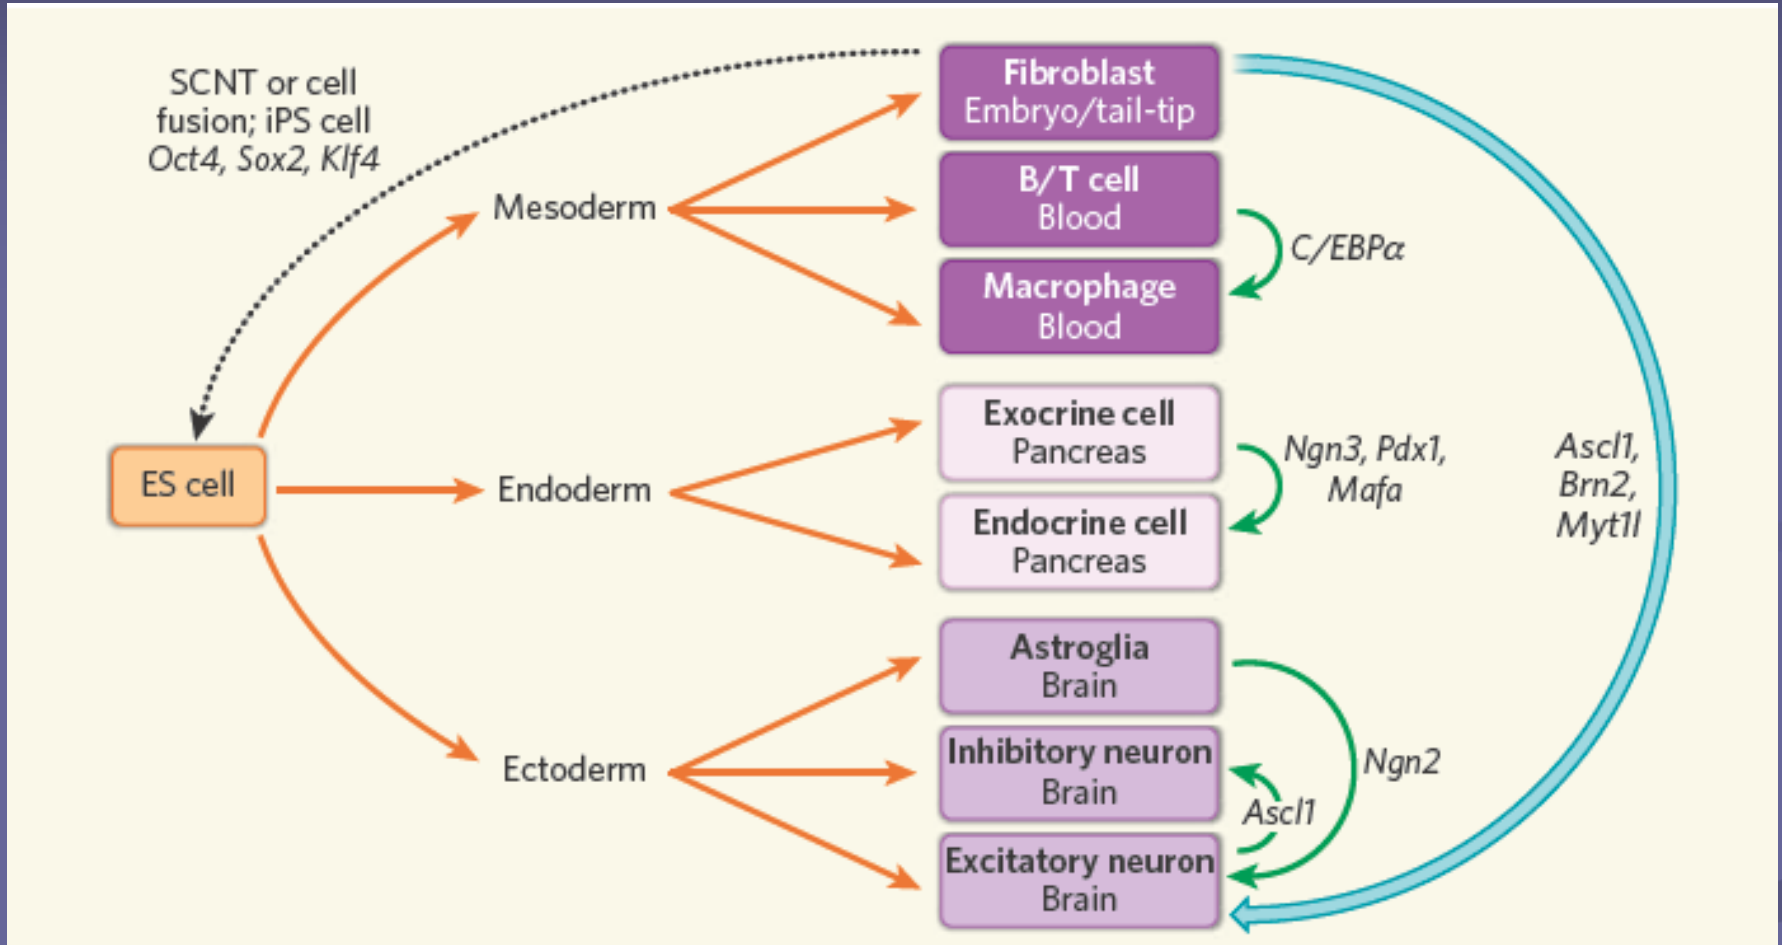 SCNT or cell
fusion; iPS cell
Oct4, Sox2, Klf4
Fibroblast
Embryo/tail-tip
B/T cell
Blood
Macrophage
Blood
C/EBPα
Mesoderm
ES cell
Endoderm
Exocrine cell
Pancreas
Endocrine cell
Pancreas
Ngn3, Pdx1,
Mafa
Ascl1,
Brn2,
Myt1l
Ectoderm
Astroglia
Brain
Inhibitory neuron
Brain
Excitatory neuron
Brain
Ascl1
Ngn2